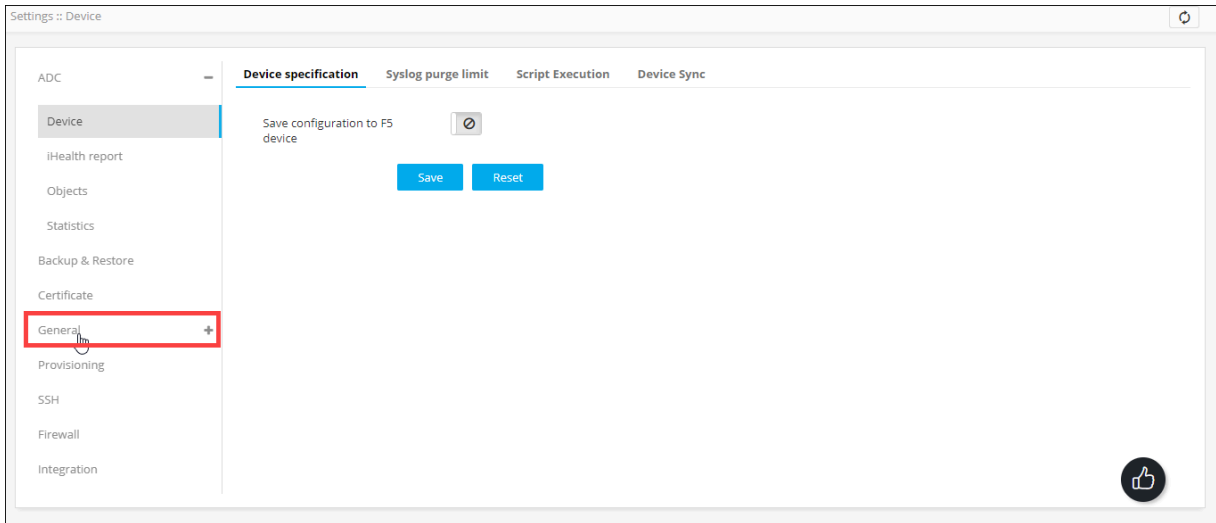 Settings :: Device
ADC
Device specification
Syslog purge limit
Script Execution
Device Sync
Device
Save configuration to F5
device
iHealth report
Save
Reset
Objects
Statistics
Backup & Restore
Certificate
General
Provisioning
SSH
Firewall
Integration